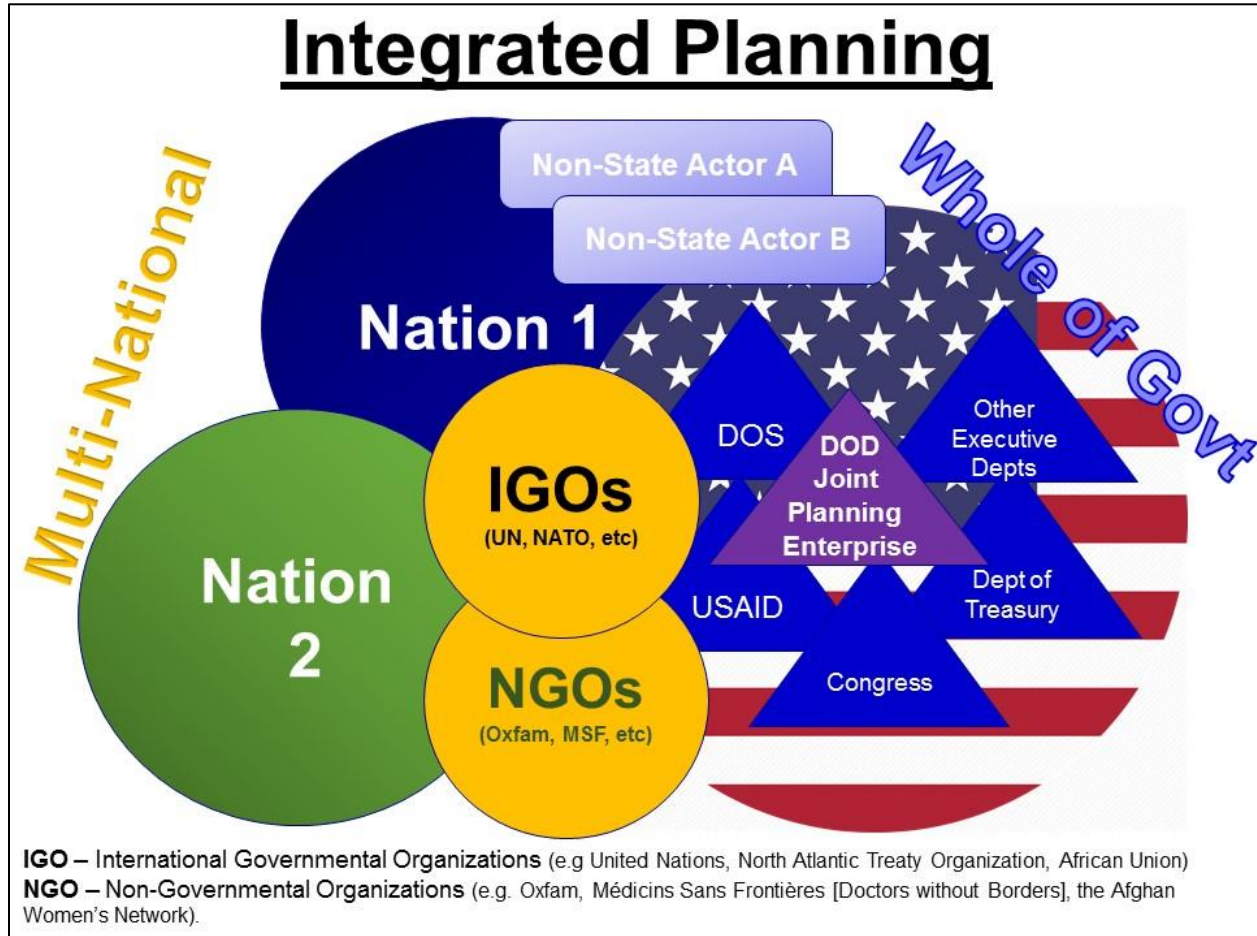 Integrated Planning
Multi-National
Whole of Govt
Non-State Actor A
Non-State Actor B
Nation 1
Nation
2
IGOs
(UN, NATO, etc)
NGOs
(Oxfam, MSF, etc)
DOS
DOD
Joint
Planning
Enterprise
Other
Executive
Depts
USAID
Dept of
Treasury
Congress
IGO – International Governmental Organizations (e.g United Nations, North Atlantic Treaty Organization, African Union)
NGO – Non-Governmental Organizations (e.g. Oxfam, Médicins Sans Frontières [Doctors without Borders], the Afghan
Women's Network).